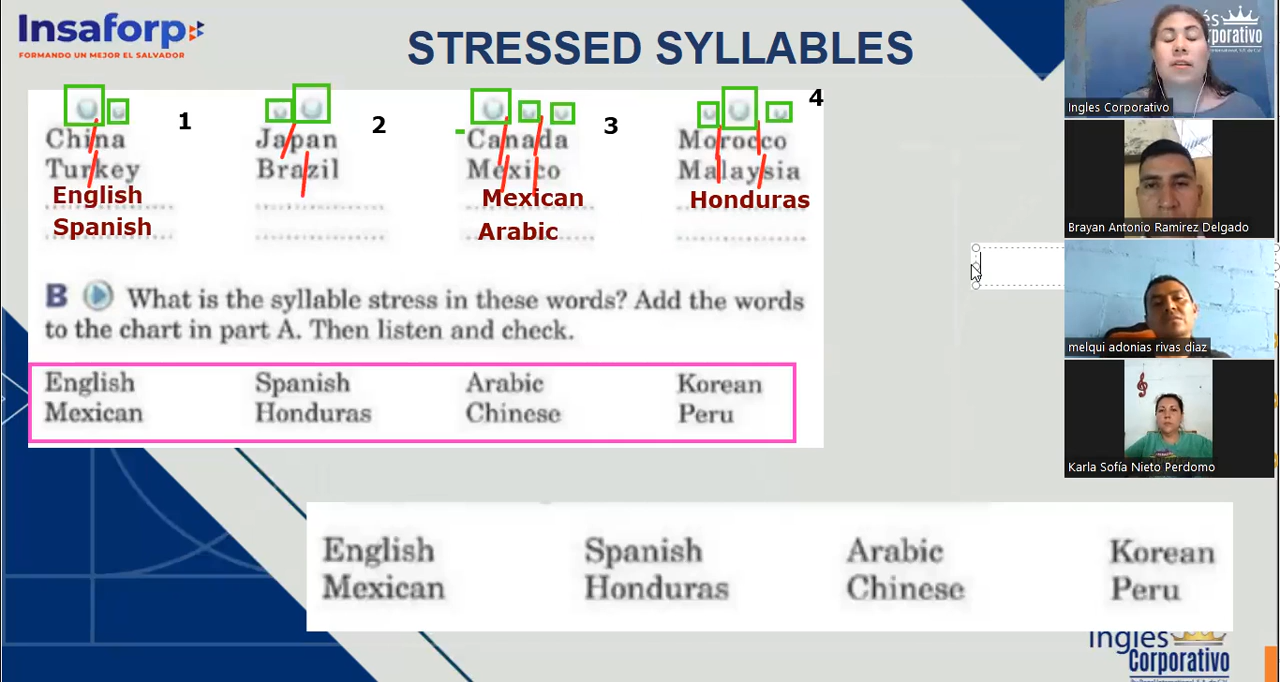 Insaforp
FORMANDO UN MEJOR EL SALVADOR
STRESSED SYLLABLES
China 1 Japan 2 Canada 3 Morocco 4
Turkey Brazil Mexico Malaysia
English Mexican Honduras
Spanish Arabic
B What is the syllable stress in these words? Add the words
to the chart in part A. Then listen and check.
English Spanish Arabic Korean
Mexican Honduras Chinese Peru
English Spanish Arabic Korean
Mexican Honduras Chinese Peru
Ingles Corporativo
Brayan Antonio Ramirez Delgado
melqui adonias rivas diaz
Karla Sofía Nieto Perdomo
Inglés
Corporativo